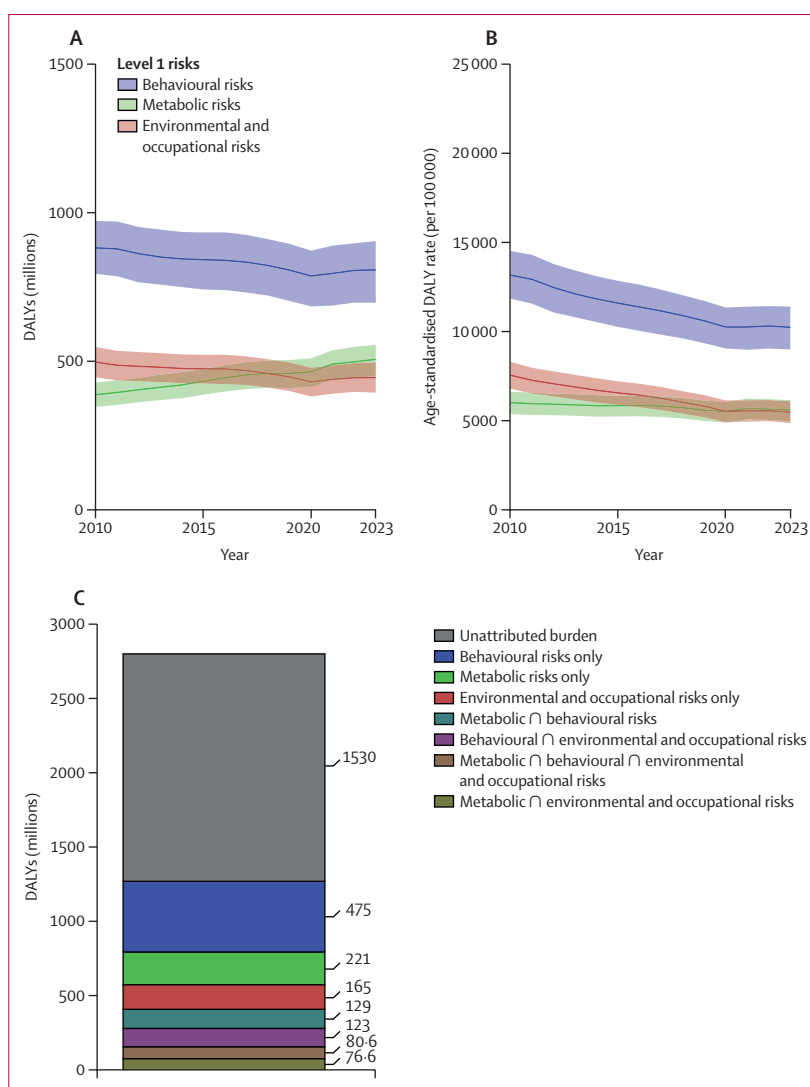 A
DALYs (millions)
1500
1000
500
0
Level 1 risks
Behavioural risks
Metabolic risks
Environmental and
occupational risks
2010
2015
2020
2023
Year
B
Age-standardised DALY rate (per 100 000)
25 000
20 000
15 000
10 000
5000
0
2010
2015
2020
2023
Year
C
DALYs (millions)
3000
2500
2000
1500
1000
500
0
1530
475
221
165
129
123
80·6
76·6
Unattributed burden
Behavioural risks only
Metabolic risks only
Environmental and occupational risks only
Metabolic ∩ behavioural risks
Behavioural ∩ environmental and occupational risks
Metabolic ∩ behavioural ∩ environmental
and occupational risks
Metabolic ∩ environmental and occupational risks